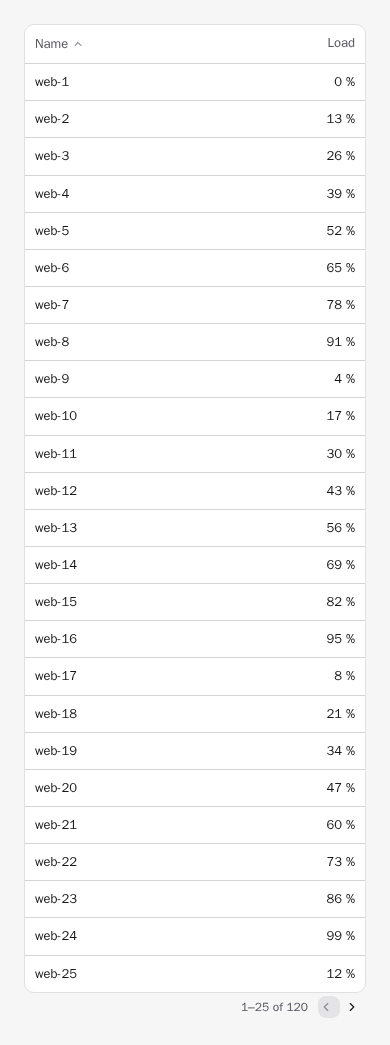 Name Load
web-1 0 %
web-2 13 %
web-3 26 %
web-4 39 %
web-5 52 %
web-6 65 %
web-7 78 %
web-8 91 %
web-9 4 %
web-10 17 %
web-11 30 %
web-12 43 %
web-13 56 %
web-14 69 %
web-15 82 %
web-16 95 %
web-17 8 %
web-18 21 %
web-19 34 %
web-20 47 %
web-21 60 %
web-22 73 %
web-23 86 %
web-24 99 %
web-25 12 %
1–25 of 120